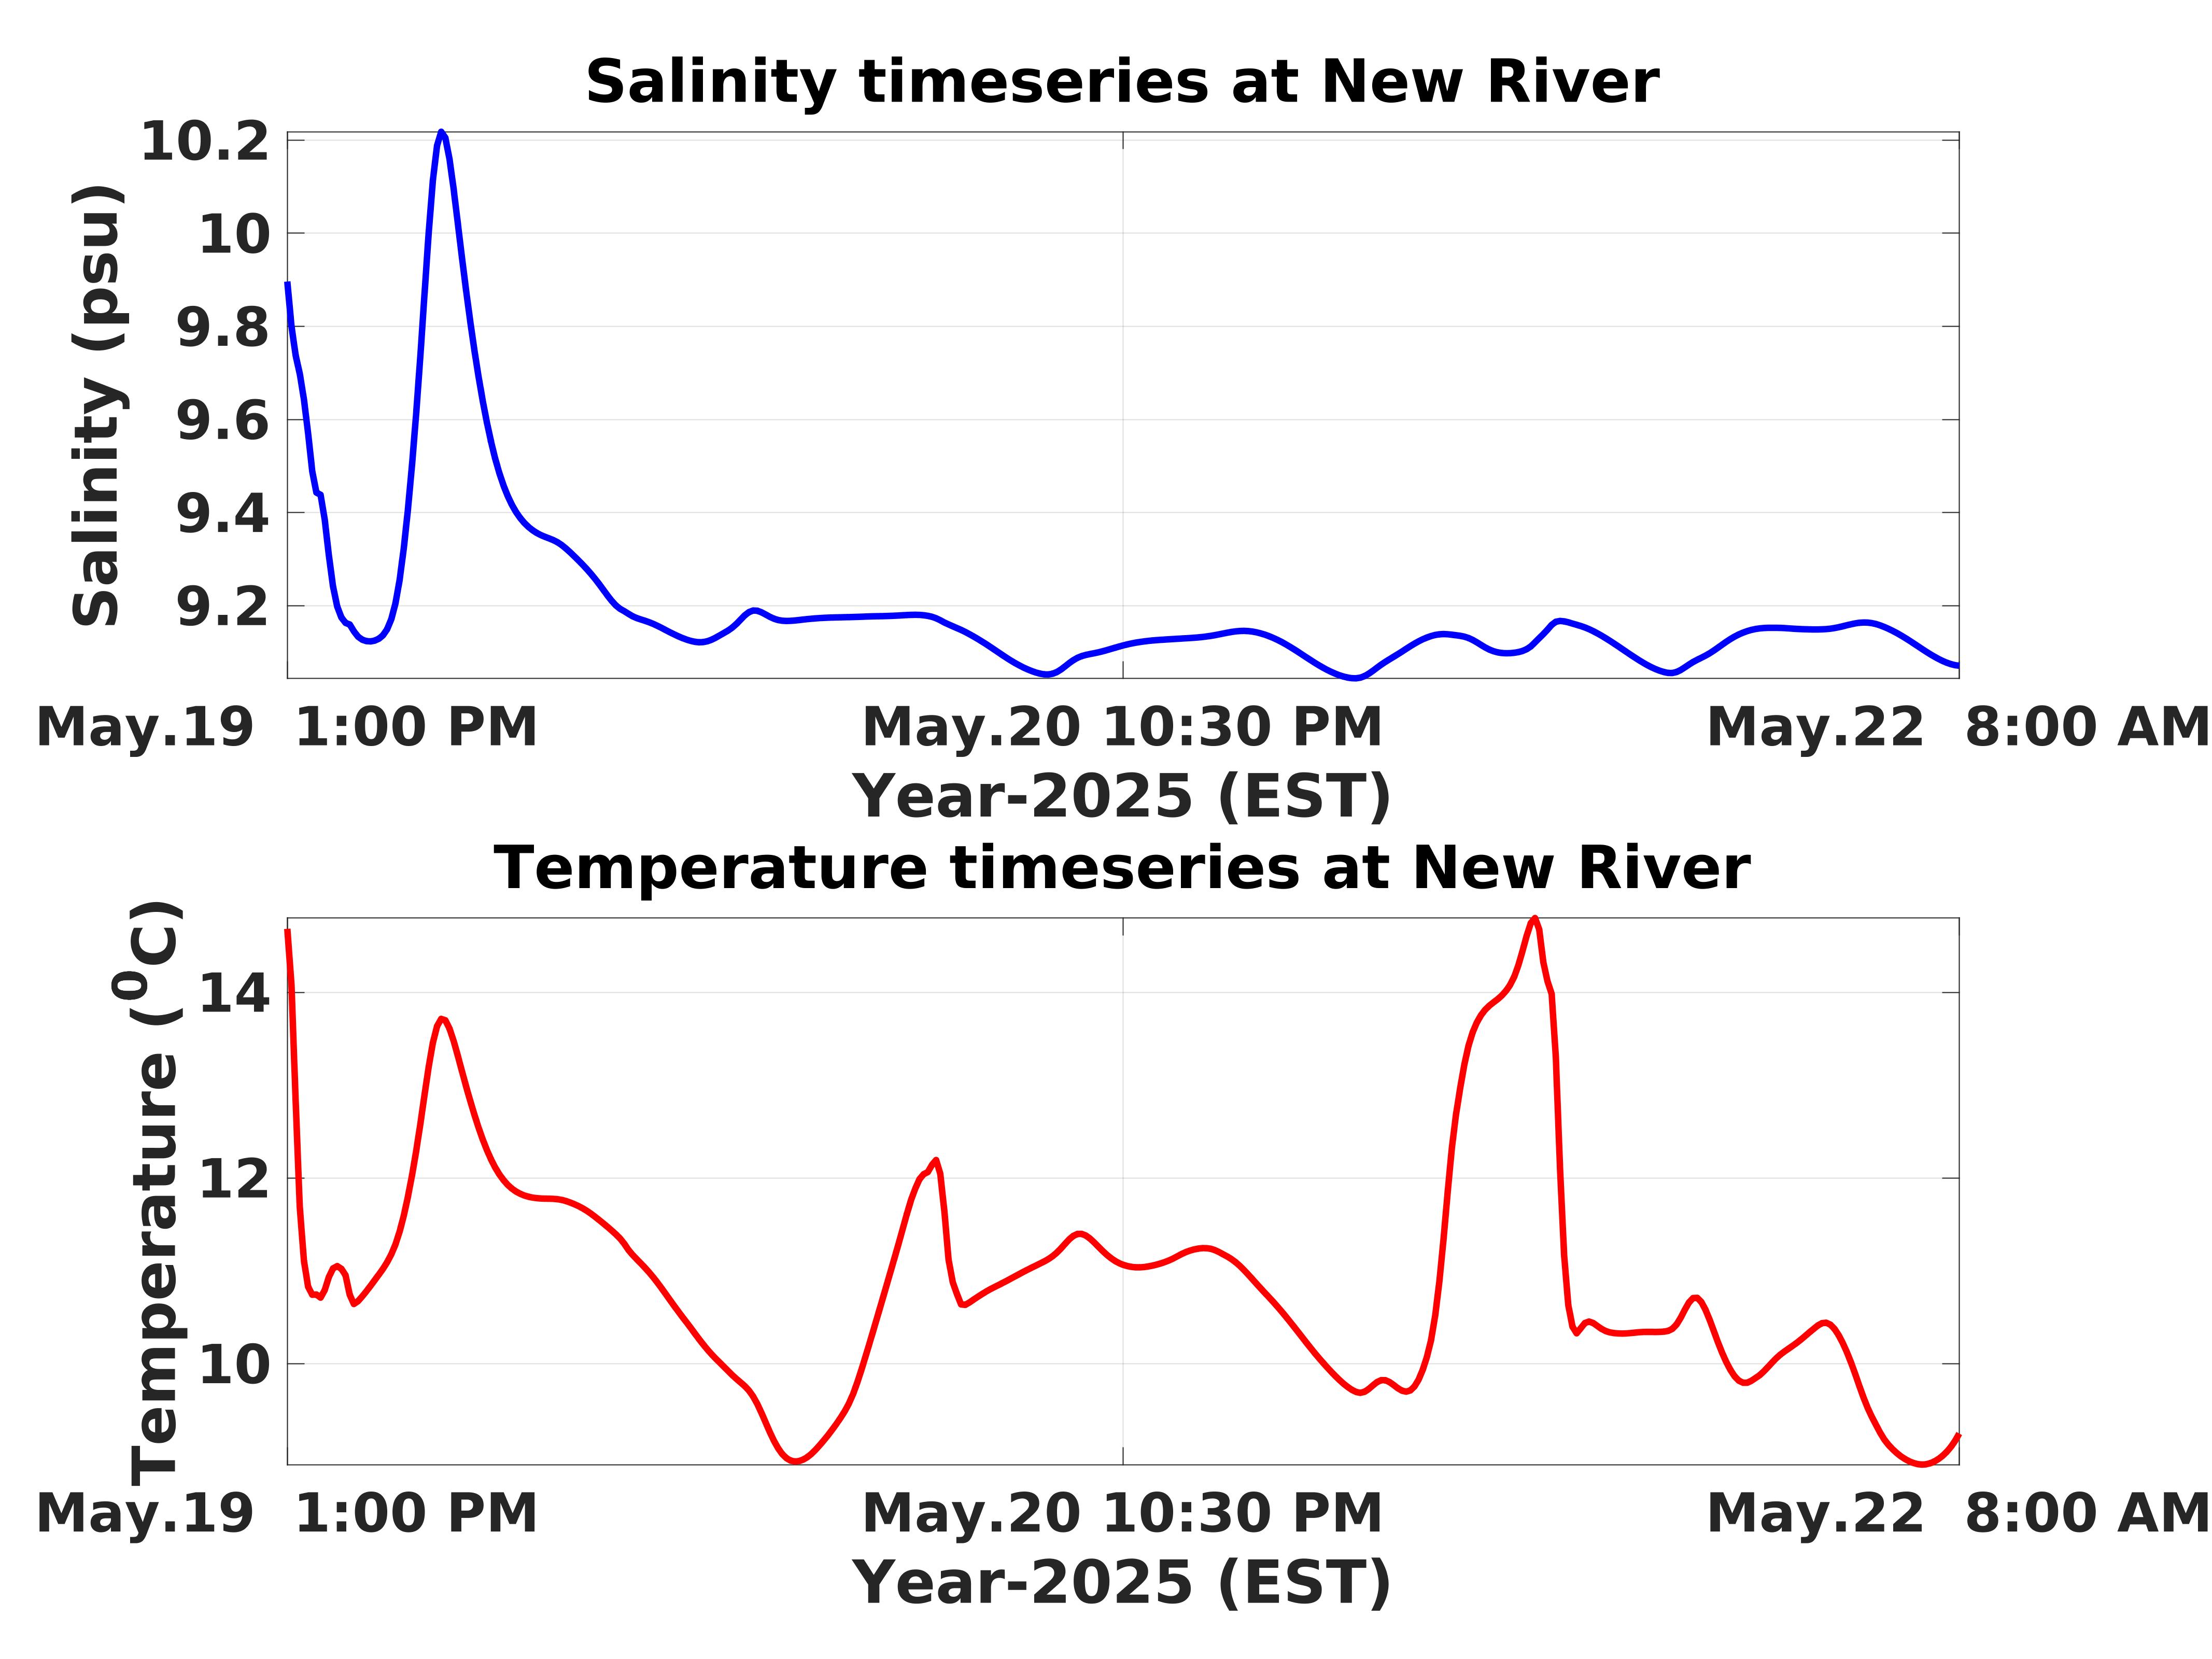 Salinity timeseries at New River
Salinity (psu)
10.2
10
9.8
9.6
9.4
9.2
May.19 1:00 PM May.20 10:30 PM May.22 8:00 AM
Year-2025 (EST)
Temperature timeseries at New River
Temperature (⁰C)
14
12
10
May.19 1:00 PM May.20 10:30 PM May.22 8:00 AM
Year-2025 (EST)